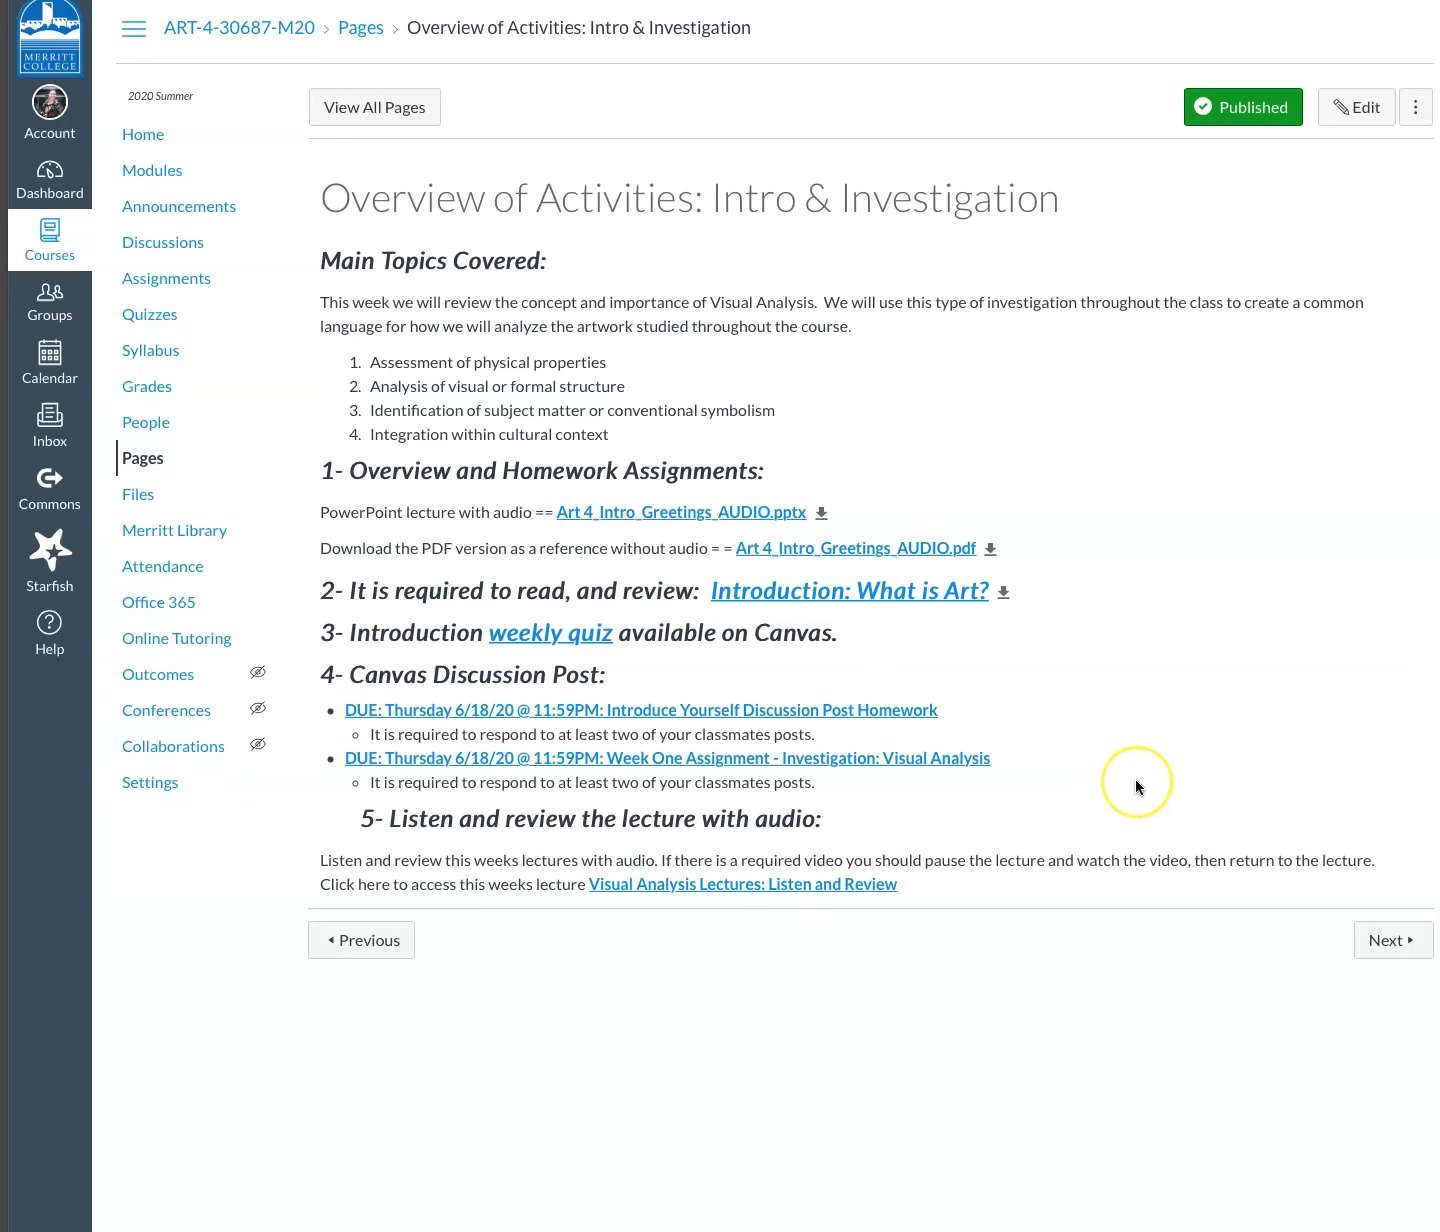 MERRITT
COLLEGE
Account
Dashboard
Courses
Groups
Calendar
Inbox
Commons
Starfish
Help
ART-4-30687-M20 › Pages › Overview of Activities: Intro & Investigation
2020 Summer
Home
Modules
Announcements
Discussions
Assignments
Quizzes
Syllabus
Grades
People
Pages
Files
Merritt Library
Attendance
Office 365
Online Tutoring
Outcomes
Conferences
Collaborations
Settings
View All Pages
Published
Edit
Overview of Activities: Intro & Investigation
Main Topics Covered:
This week we will review the concept and importance of Visual Analysis. We will use this type of investigation throughout the class to create a common
language for how we will analyze the artwork studied throughout the course.
1. Assessment of physical properties
2. Analysis of visual or formal structure
3. Identification of subject matter or conventional symbolism
4. Integration within cultural context
1- Overview and Homework Assignments:
PowerPoint lecture with audio == Art 4_Intro_Greetings_AUDIO.pptx
Download the PDF version as a reference without audio = = Art 4_Intro_Greetings_AUDIO.pdf
2- It is required to read, and review: Introduction: What is Art?
3- Introduction weekly quiz available on Canvas.
4- Canvas Discussion Post:
• DUE: Thursday 6/18/20 @ 11:59PM: Introduce Yourself Discussion Post Homework
◦ It is required to respond to at least two of your classmates posts.
• DUE: Thursday 6/18/20 @ 11:59PM: Week One Assignment - Investigation: Visual Analysis
◦ It is required to respond to at least two of your classmates posts.
5- Listen and review the lecture with audio:
Listen and review this weeks lectures with audio. If there is a required video you should pause the lecture and watch the video, then return to the lecture.
Click here to access this weeks lecture Visual Analysis Lectures: Listen and Review
Previous
Next